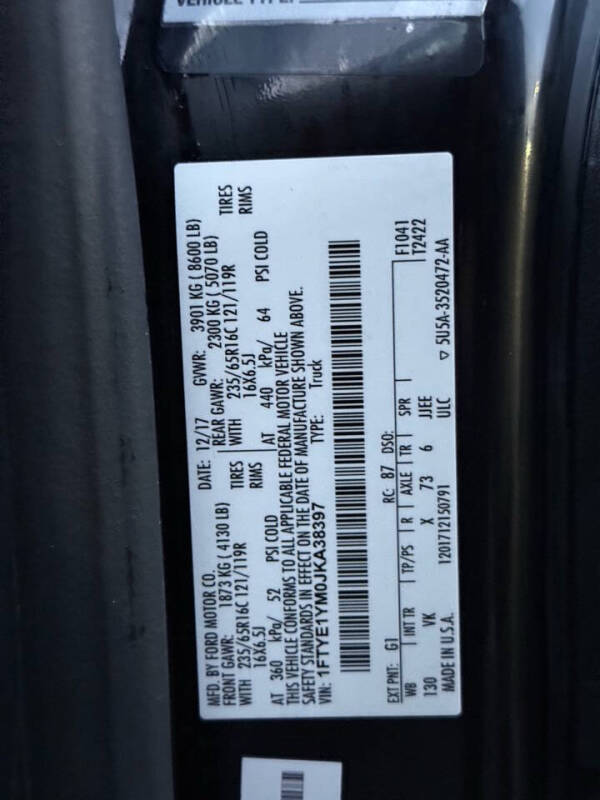 VEHICLE TYPE:
MFD. BY FORD MOTOR CO. DATE: 12/17 GVWR: 3901 KG ( 8600 LB)
FRONT GAWR: 1873 KG ( 4130 LB) REAR GAWR: 2300 KG ( 5070 LB)
WITH 235/65R16C 121/119R TIRES WITH 235/65R16C 121/119R TIRES
16X6.5J RIMS 16X6.5J RIMS
AT 360 kPa/ 52 PSI COLD AT 440 kPa/ 64 PSI COLD
THIS VEHICLE CONFORMS TO ALL APPLICABLE FEDERAL MOTOR VEHICLE
SAFETY STANDARDS IN EFFECT ON THE DATE OF MANUFACTURE SHOWN ABOVE.
VIN: 1FTYE1YM0JKA38397 TYPE: Truck
F1041
T2422
EXT PNT: G1 RC: 87 DSO:
WB INT TR TP/PS R AXLE TR SPR
130 VK X 73 6 JJEE
MADE IN U.S.A. 1201712150791 ULC ▽ 5U5A-3520472-AA